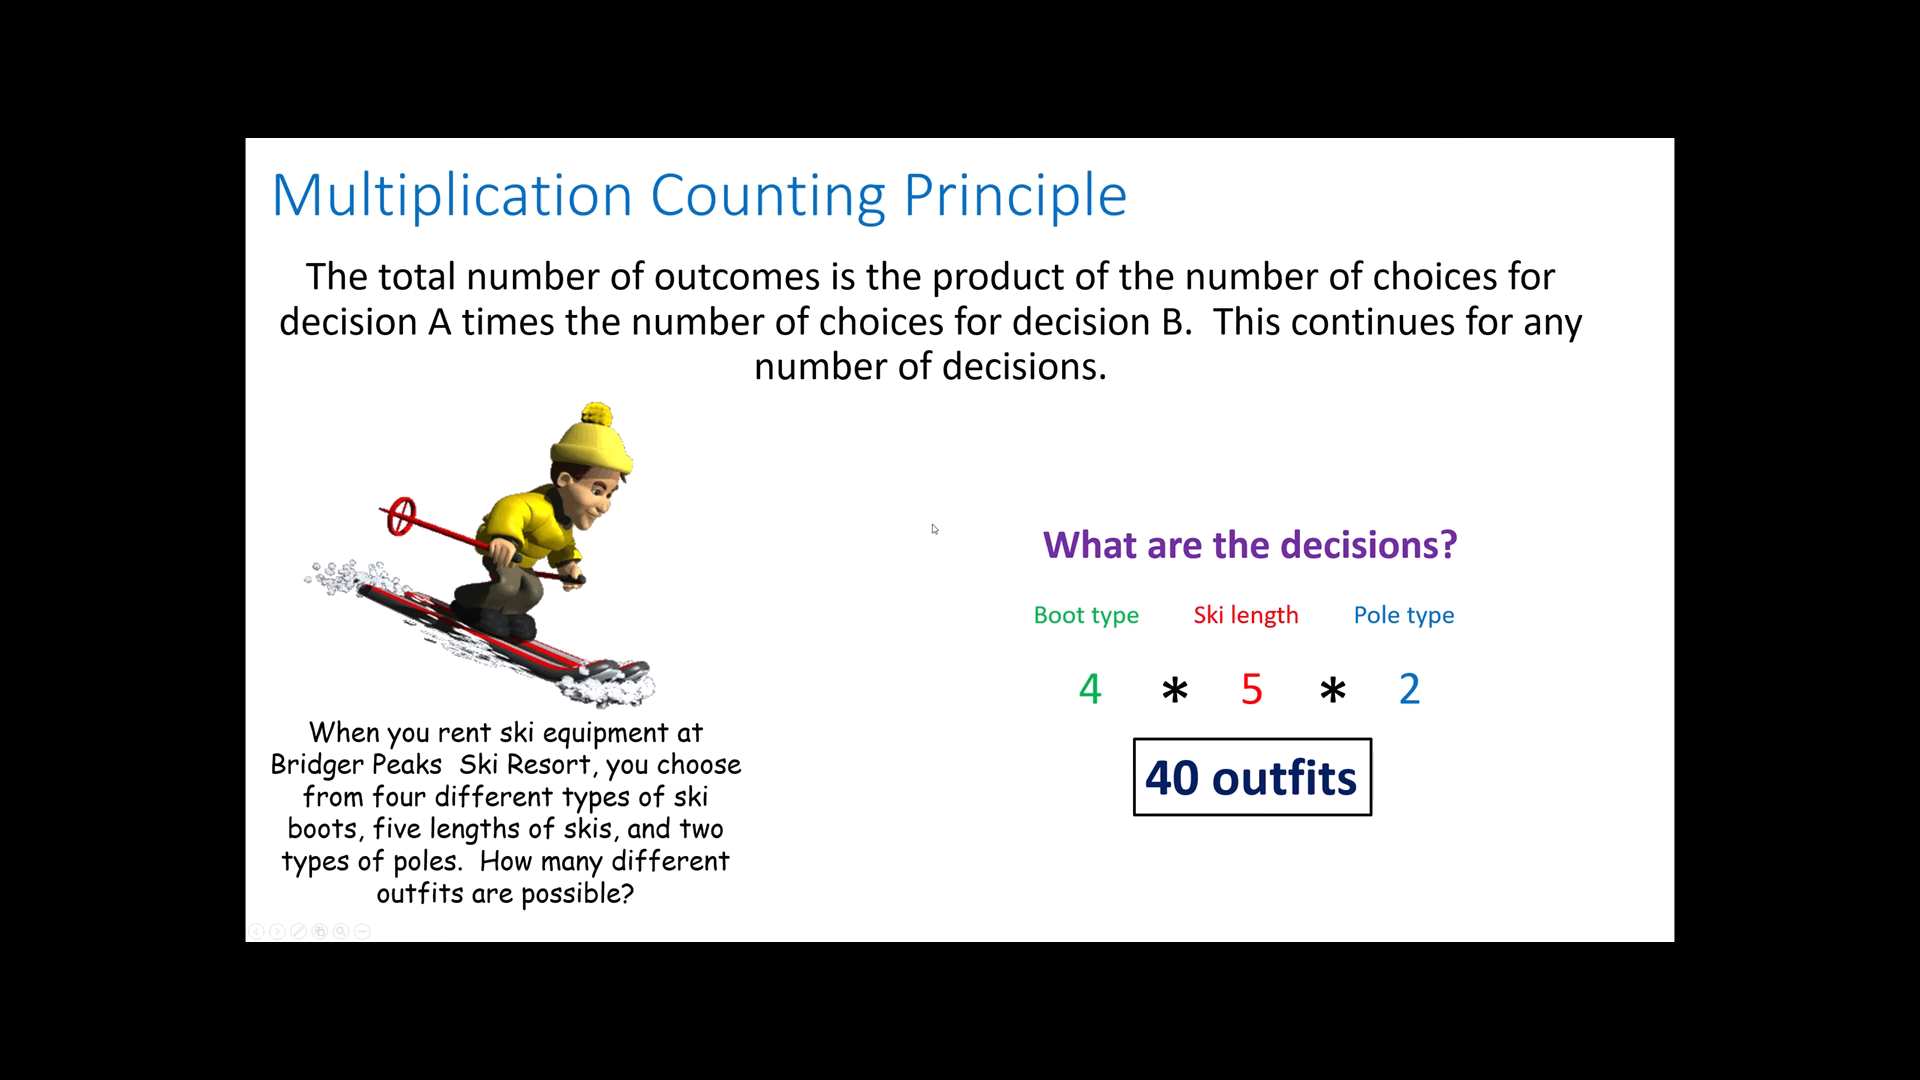 Multiplication Counting Principle
The total number of outcomes is the product of the number of choices for
decision A times the number of choices for decision B.  This continues for any
number of decisions.
When you rent ski equipment at
Bridger Peaks  Ski Resort, you choose
from four different types of ski
boots, five lengths of skis, and two
types of poles.  How many different
outfits are possible?
What are the decisions?
Boot type Ski length Pole type
4 * 5 * 2
40 outfits